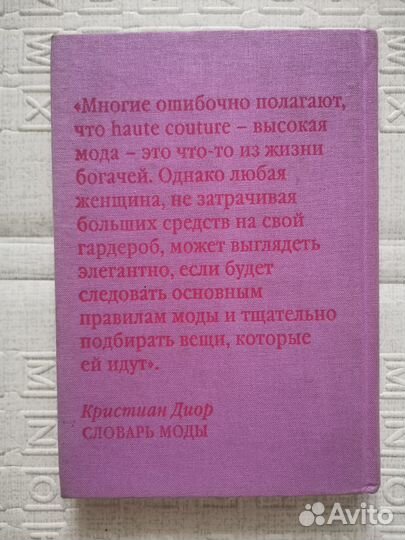 «Многие ошибочно полагают,
что haute couture – высокая
мода – это что-то из жизни
богачей. Однако любая
женщина, не затрачивая
больших средств на свой
гардероб, может выглядеть
элегантно, если будет
следовать основным
правилам моды и тщательно
подбирать вещи, которые
ей идут».
Кристиан Диор
СЛОВАРЬ МОДЫ
Avito